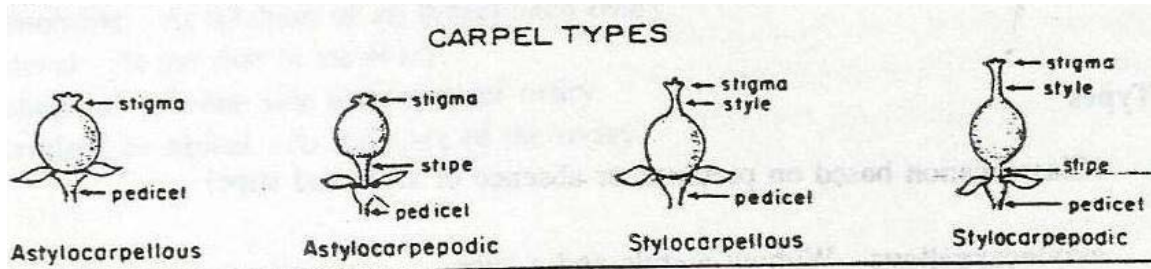 CARPEL TYPES
stigma
pedicel
Astylocarpellous
stigma
stipe
pedicel
Astylocarpepodic
stigma
style
pedicel
Stylocarpellous
stigma
style
stipe
pedicel
Stylocarpepodic